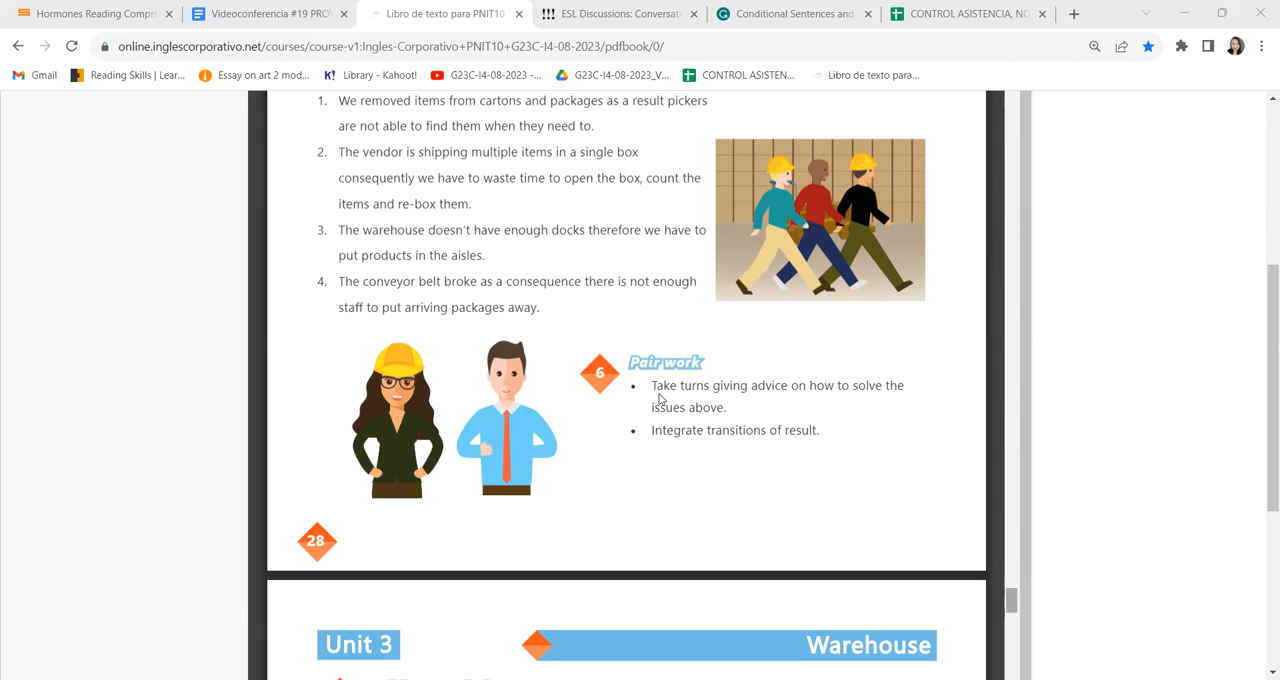 Hormones Reading Compre
Videoconferencia #19 PRO
Libro de texto para PNIT10
ESL Discussions: Conversati
Conditional Sentences and
CONTROL ASISTENCIA, NO
online.inglescorporativo.net/courses/course-v1:Ingles-Corporativo+PNIT10+G23C-I4-08-2023/pdfbook/0/
Gmail
Reading Skills | Lear...
Essay on art 2 mod...
Library - Kahoot!
G23C-I4-08-2023 -...
G23C-I4-08-2023_V...
CONTROL ASISTEN...
Libro de texto para...
1. We removed items from cartons and packages as a result pickers
are not able to find them when they need to.
2. The vendor is shipping multiple items in a single box
consequently we have to waste time to open the box, count the
items and re-box them.
3. The warehouse doesn't have enough docks therefore we have to
put products in the aisles.
4. The conveyor belt broke as a consequence there is not enough
staff to put arriving packages away.
6
Pair work
• Take turns giving advice on how to solve the
issues above.
• Integrate transitions of result.
28
Unit 3
Warehouse